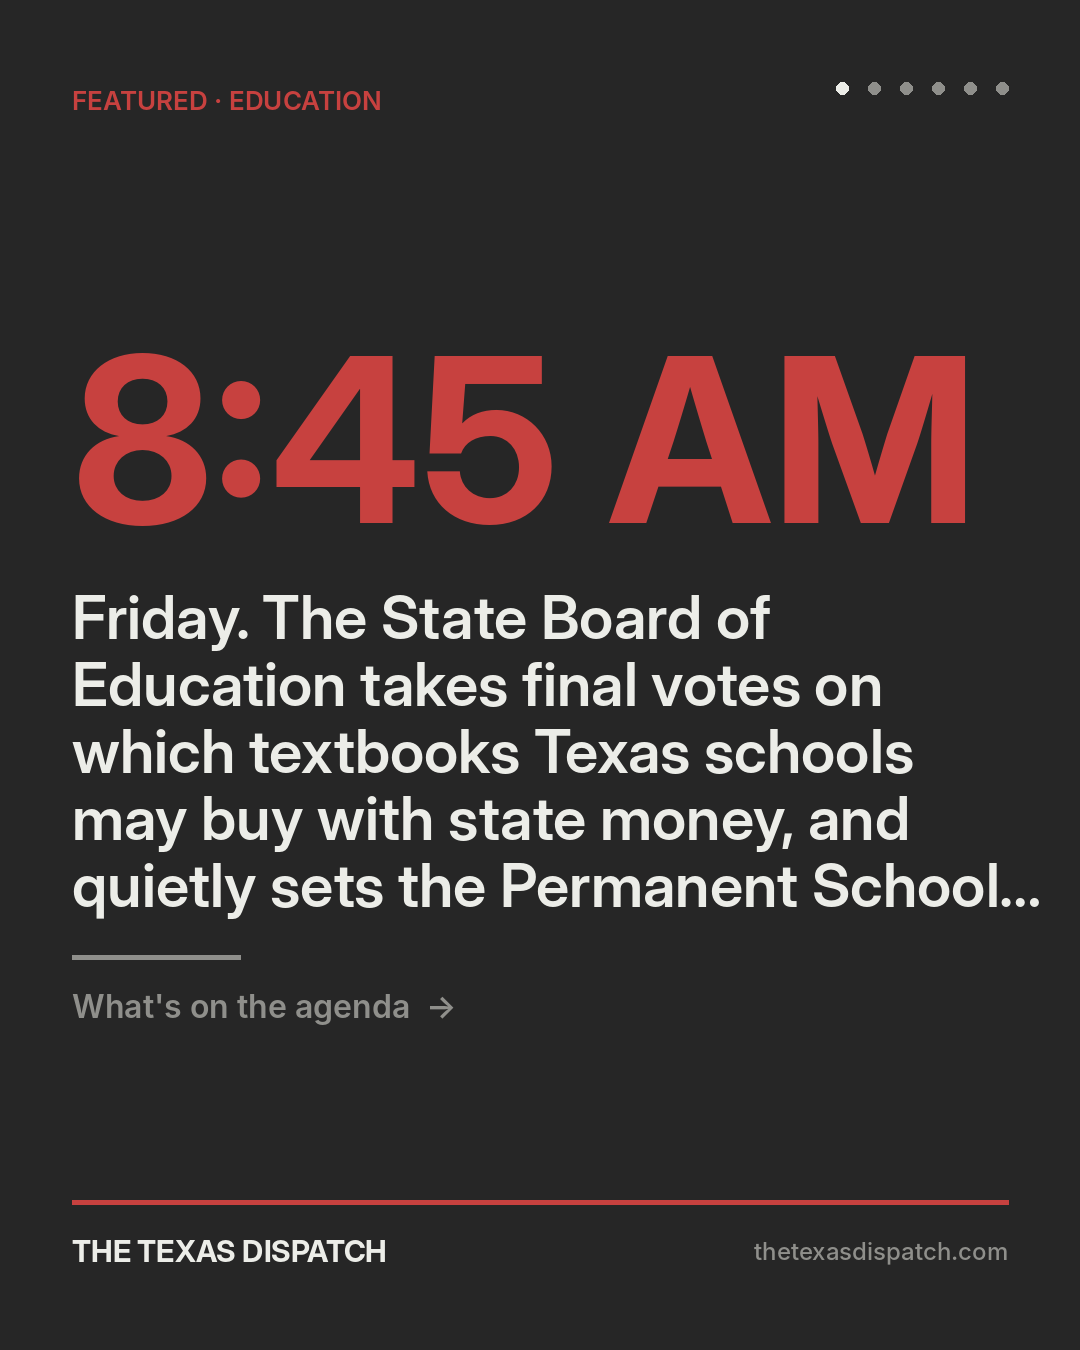 FEATURED · EDUCATION
8:45 AM
Friday. The State Board of
Education takes final votes on
which textbooks Texas schools
may buy with state money, and
quietly sets the Permanent School...
What's on the agenda →
THE TEXAS DISPATCH
thetexasdispatch.com